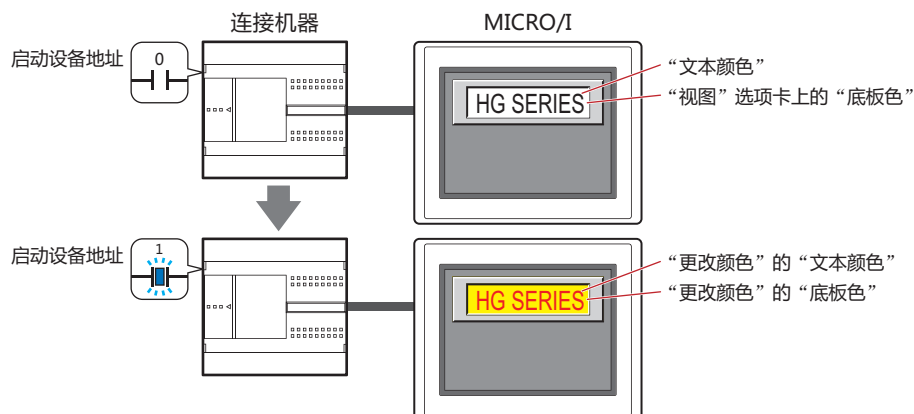 连接机器
MICRO/I
启动设备地址
0
HG SERIES
“文本颜色”
“视图”选项卡上的“底板色”
启动设备地址
1
HG SERIES
“更改颜色”的“文本颜色”
“更改颜色”的“底板色”